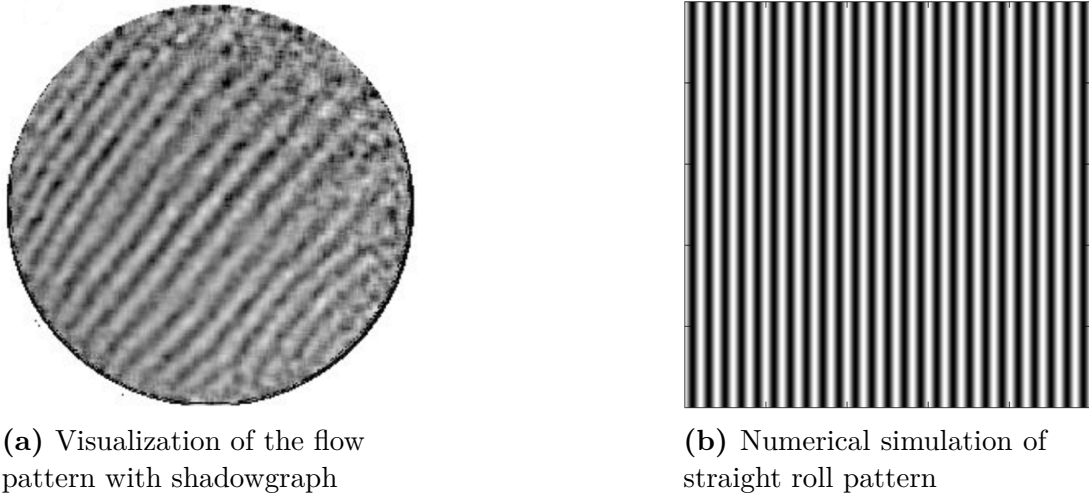 (a) Visualization of the flow
pattern with shadowgraph
(b) Numerical simulation of
straight roll pattern